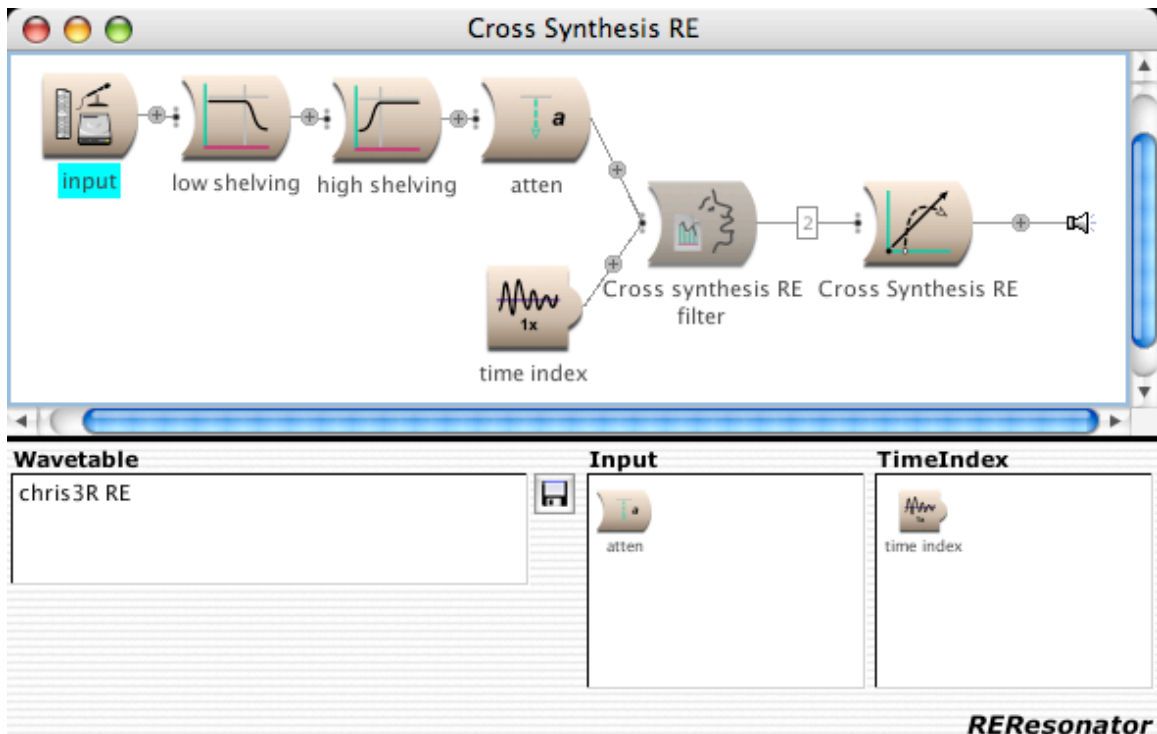 Cross Synthesis RE
a
input
low shelving
high shelving
atten
2
1x
time index
Cross synthesis RE
filter
Cross Synthesis RE
Wavetable
Input
TimeIndex
chris3R RE
a
atten
1x
time index
REResonator